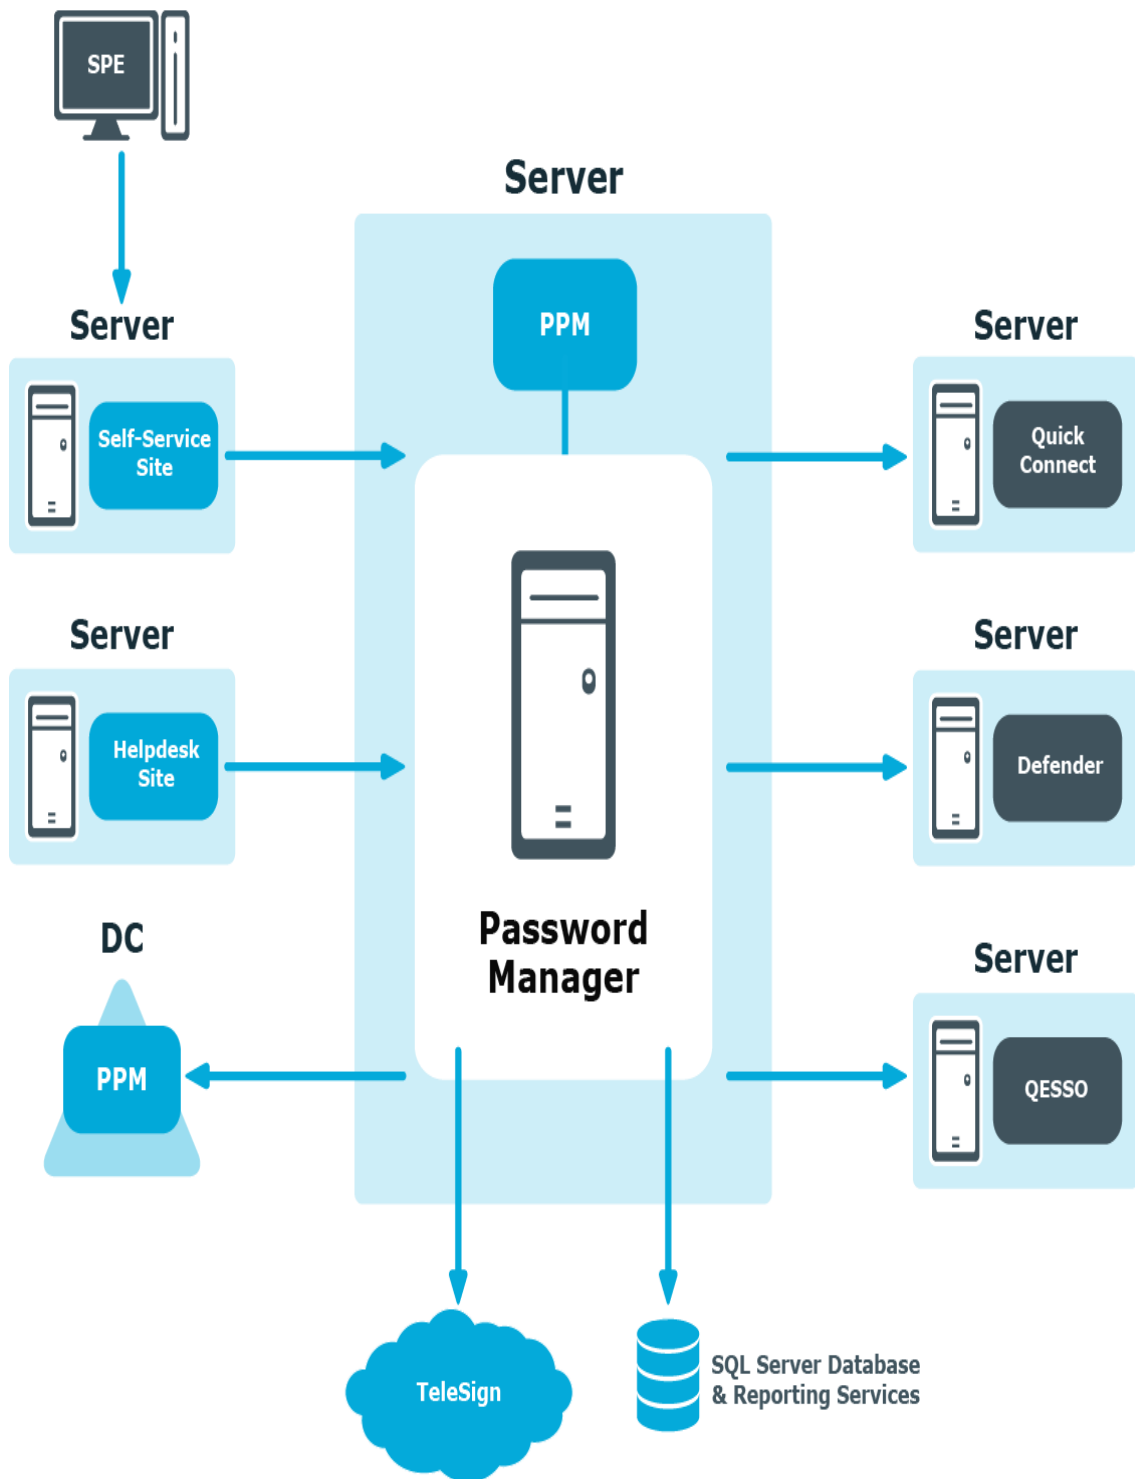 SPE
Server
PPM
Server
Self-Service
Site
Server
Quick
Connect
Server
Helpdesk
Site
Server
Defender
Password
Manager
DC
PPM
Server
QESSO
TeleSign
SQL Server Database
& Reporting Services